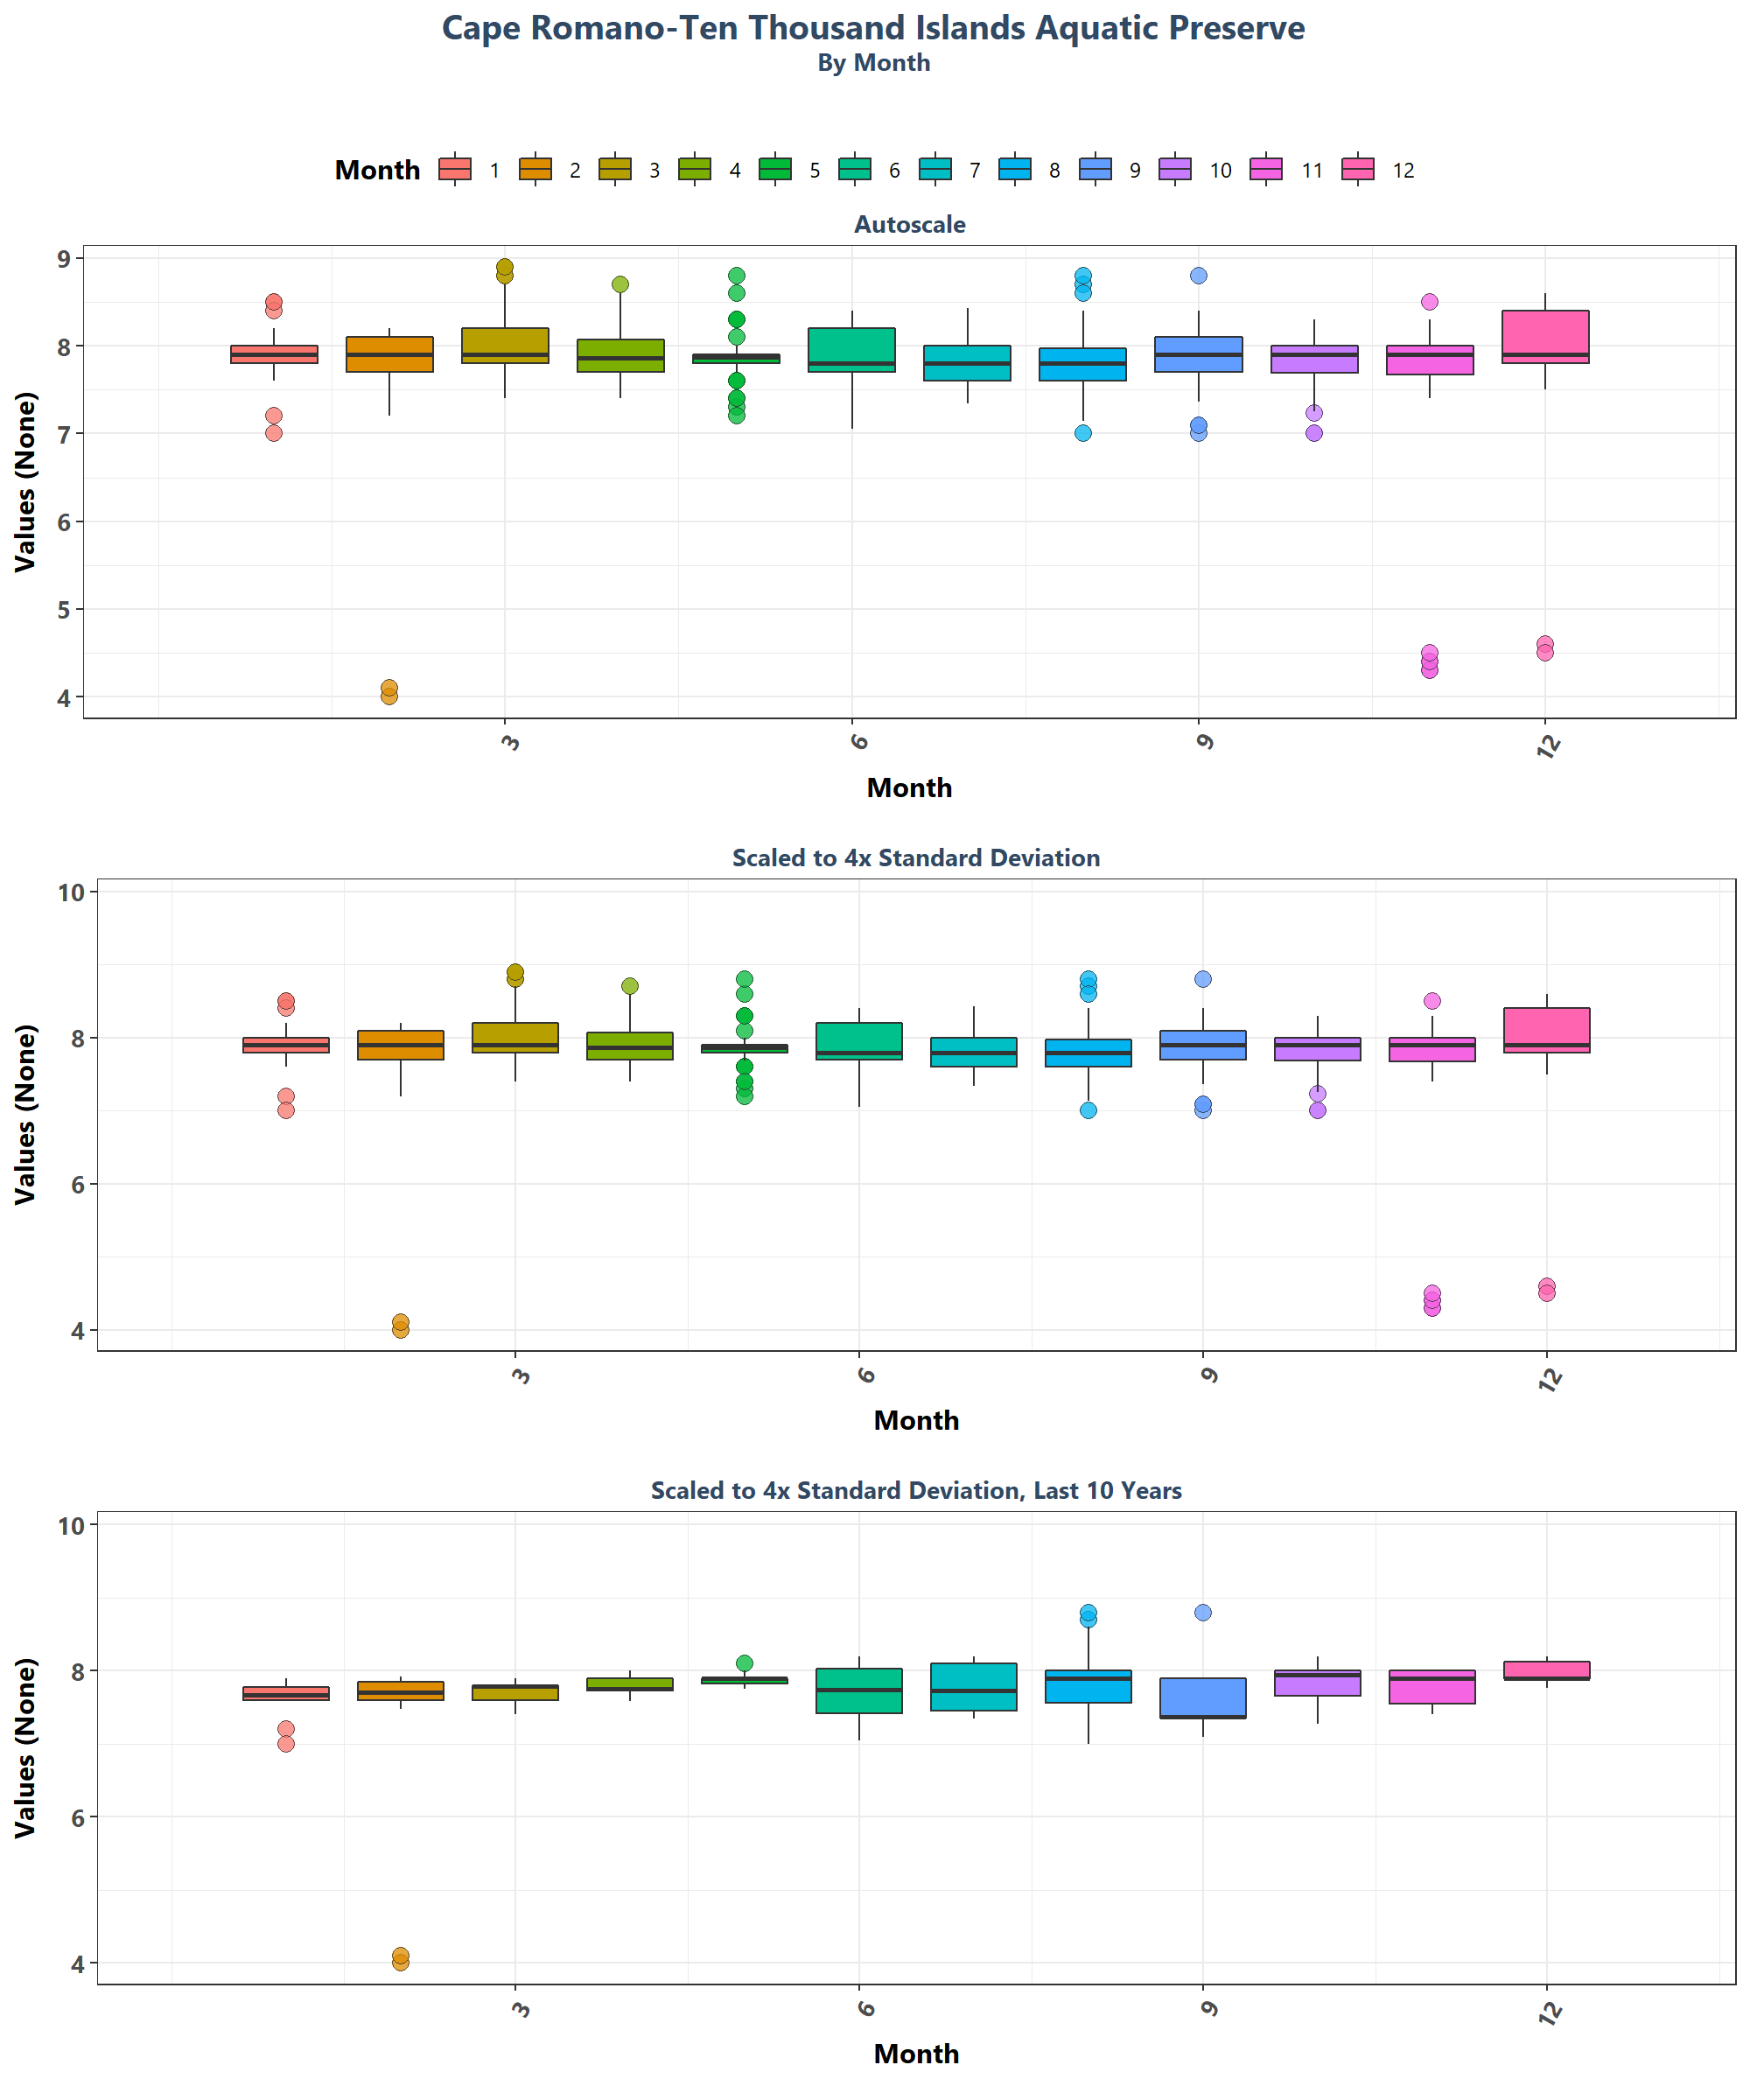 Cape Romano-Ten Thousand Islands Aquatic Preserve
By Month
Month 1 2 3 4 5 6 7 8 9 10 11 12
Autoscale
Values (None)
9
8
7
6
5
4
3 6 9 12
Month
Scaled to 4x Standard Deviation
Values (None)
10
8
6
4
3 6 9 12
Month
Scaled to 4x Standard Deviation, Last 10 Years
Values (None)
10
8
6
4
3 6 9 12
Month